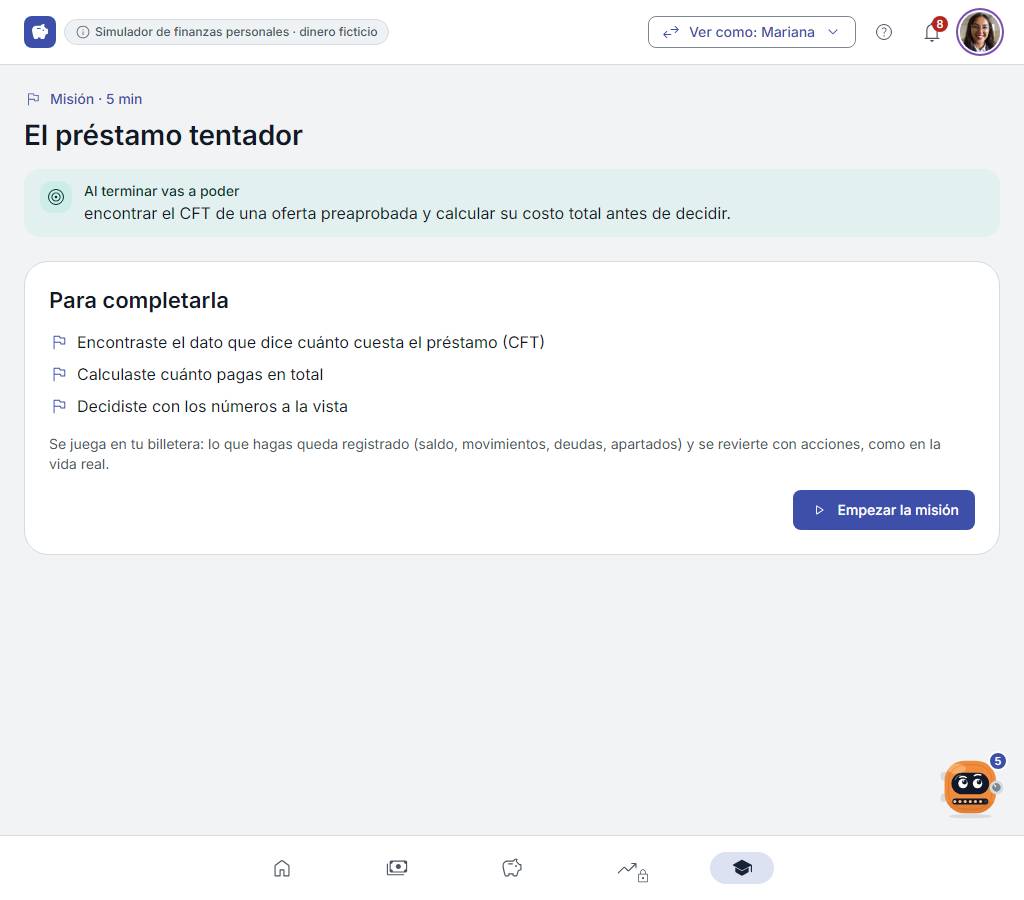 Simulador de finanzas personales · dinero ficticio
Ver como: Mariana
8
Misión · 5 min
El préstamo tentador
Al terminar vas a poder
encontrar el CFT de una oferta preaprobada y calcular su costo total antes de decidir.
Para completarla
Encontraste el dato que dice cuánto cuesta el préstamo (CFT)
Calculaste cuánto pagas en total
Decidiste con los números a la vista
Se juega en tu billetera: lo que hagas queda registrado (saldo, movimientos, deudas, apartados) y se revierte con acciones, como en la
vida real.
Empezar la misión
5